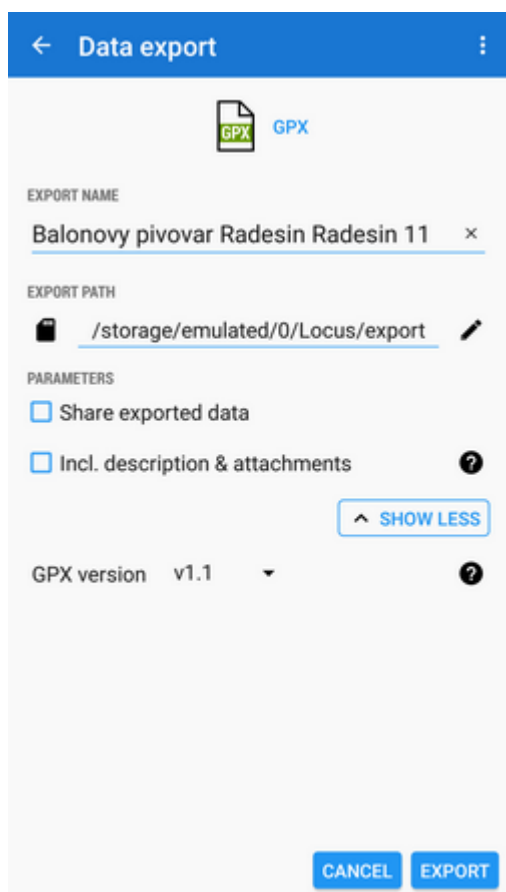 Data export
GPX GPX
EXPORT NAME
Balonovy pivovar Radesin Radesin 11
EXPORT PATH
/storage/emulated/0/Locus/export
PARAMETERS
Share exported data
Incl. description & attachments ?
SHOW LESS
GPX version v1.1 ?
CANCEL EXPORT